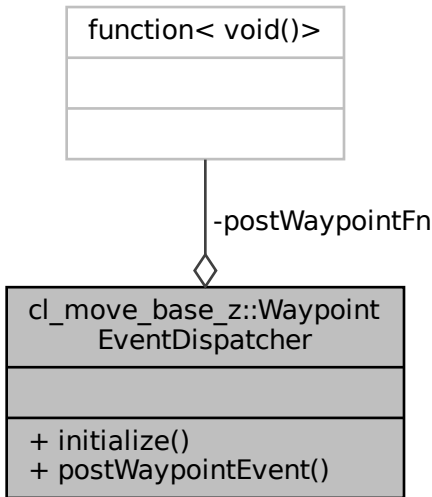 function< void()>
-postWaypointFn
cl_move_base_z::Waypoint
EventDispatcher
+ initialize()
+ postWaypointEvent()